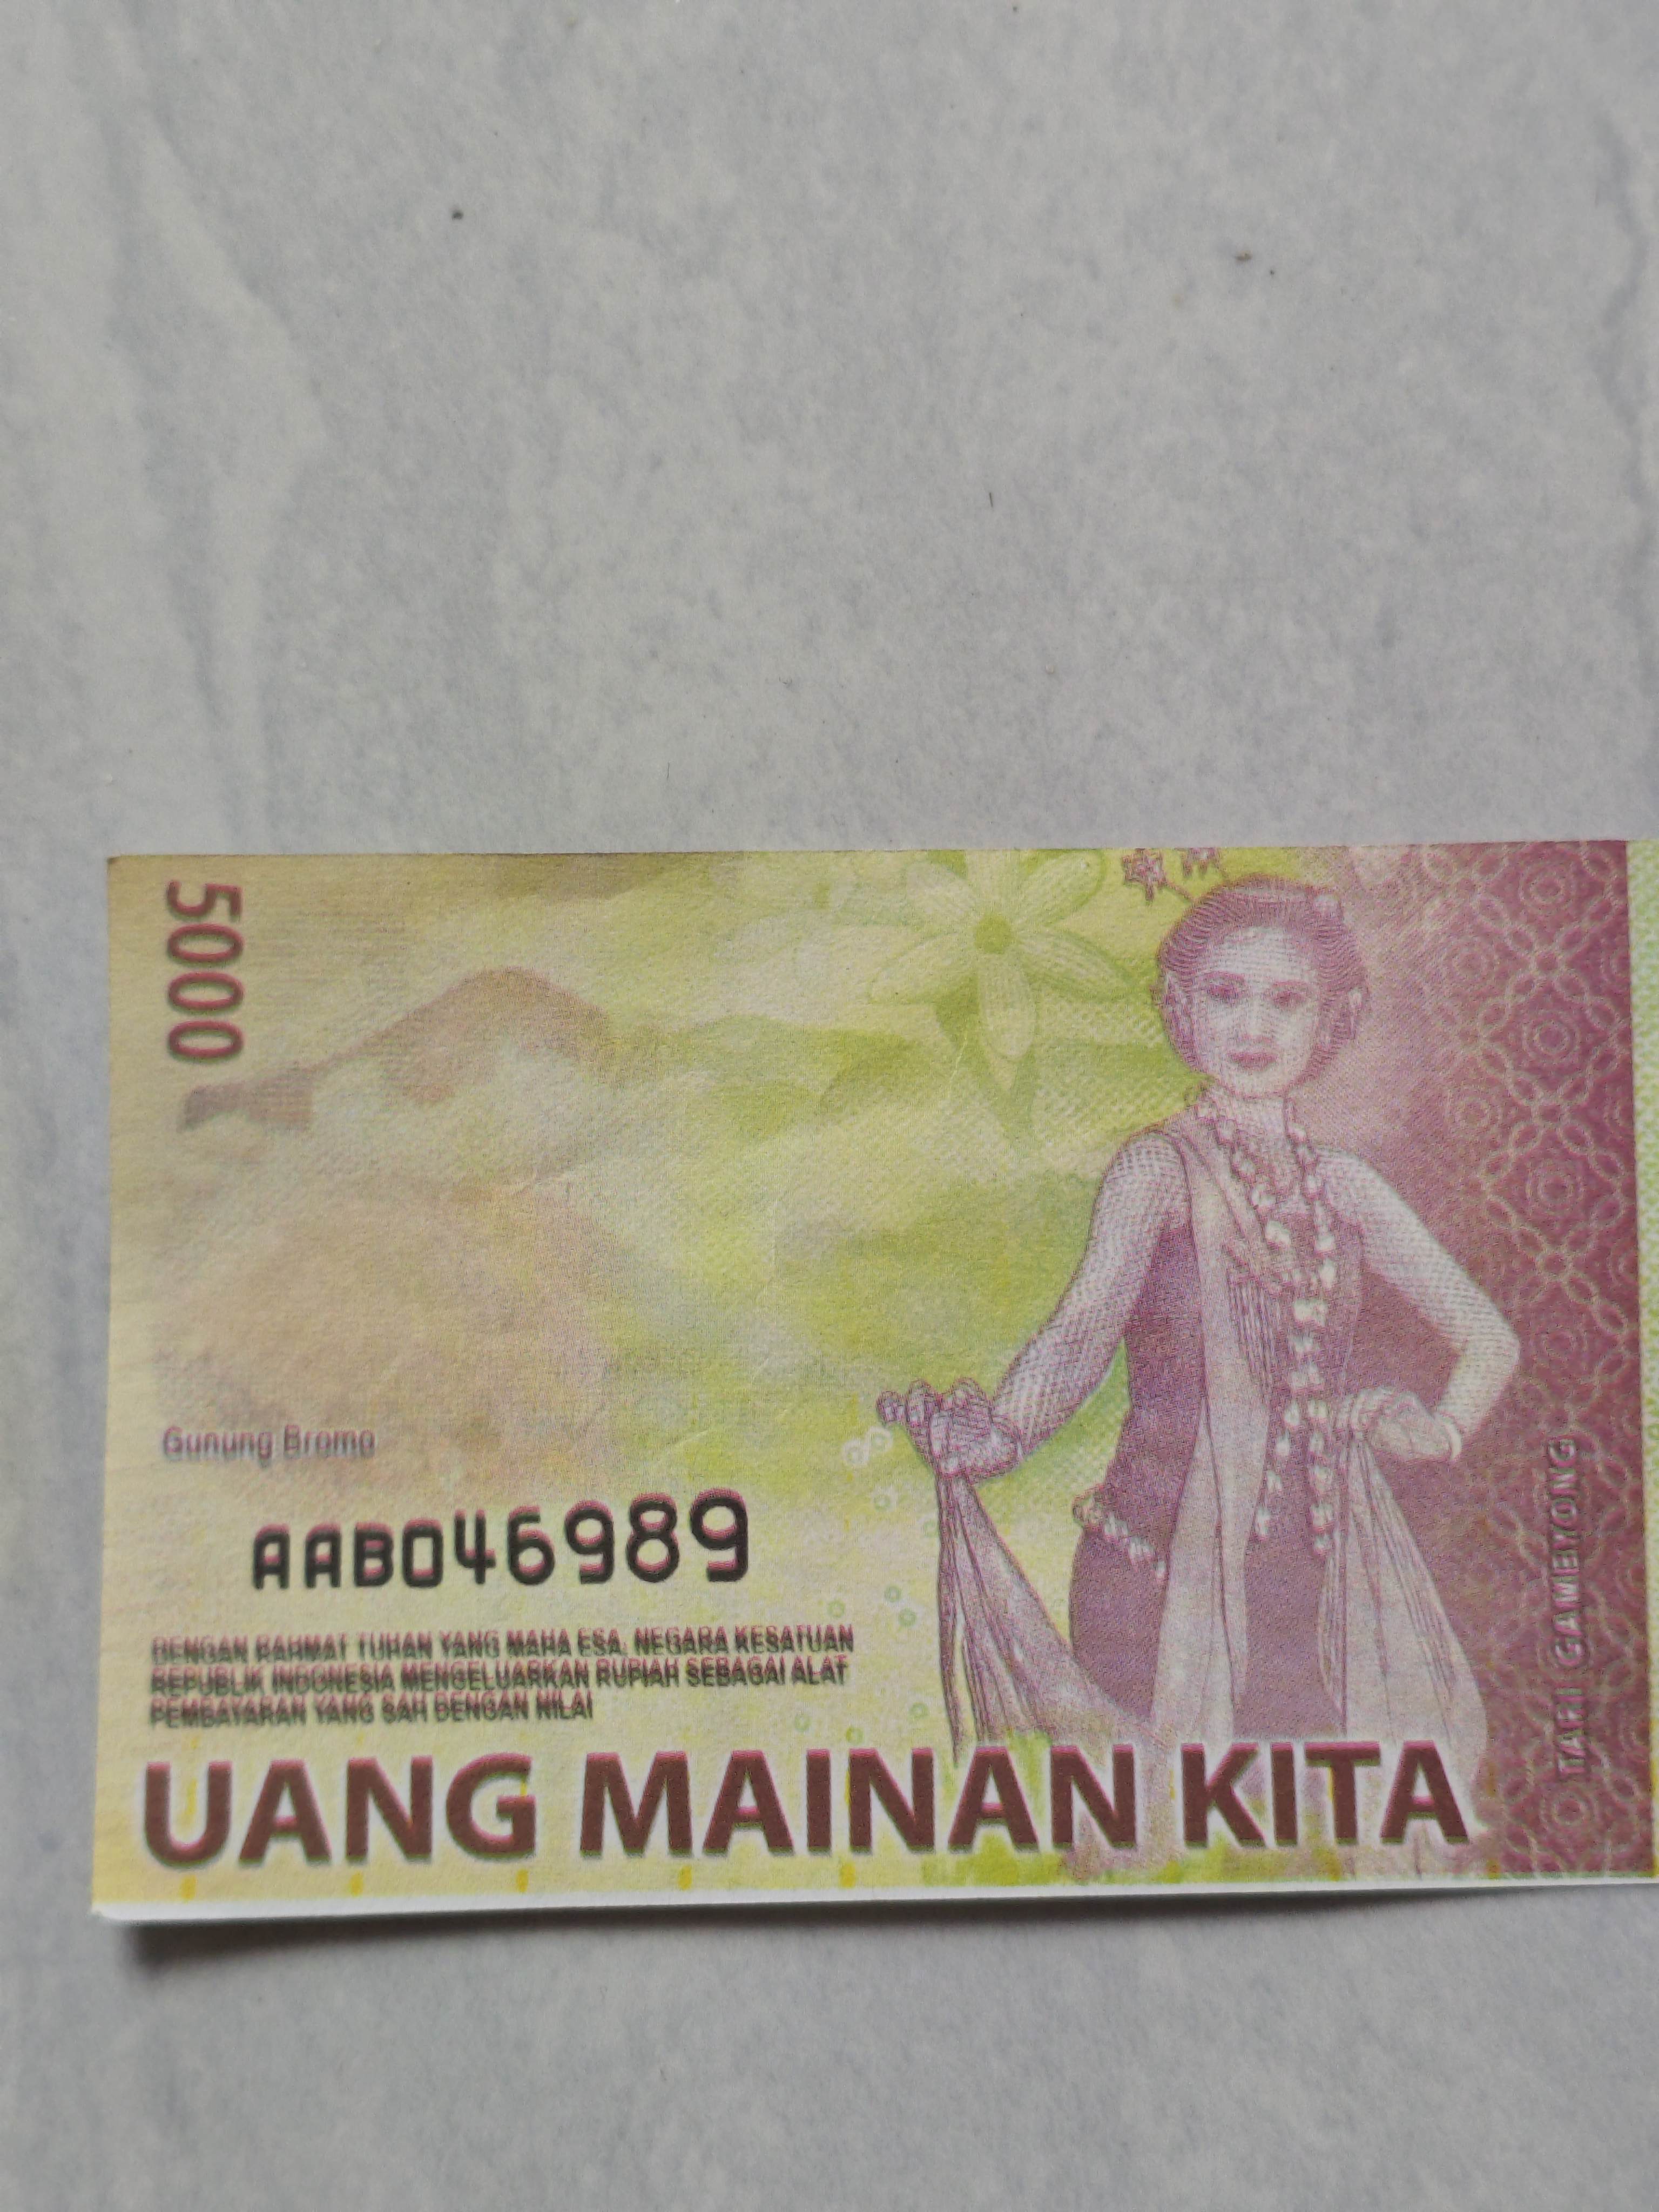 5000
Gunung Bromo
AAB046989
DENGAN RAHMAT TUHAN YANG MAHA ESA, NEGARA KESATUAN
REPUBLIK INDONESIA MENGELUARKAN RUPIAH SEBAGAI ALAT
PEMBAYARAN YANG SAH DENGAN NILAI
UANG MAINAN KITA
TARI GAMBYONG